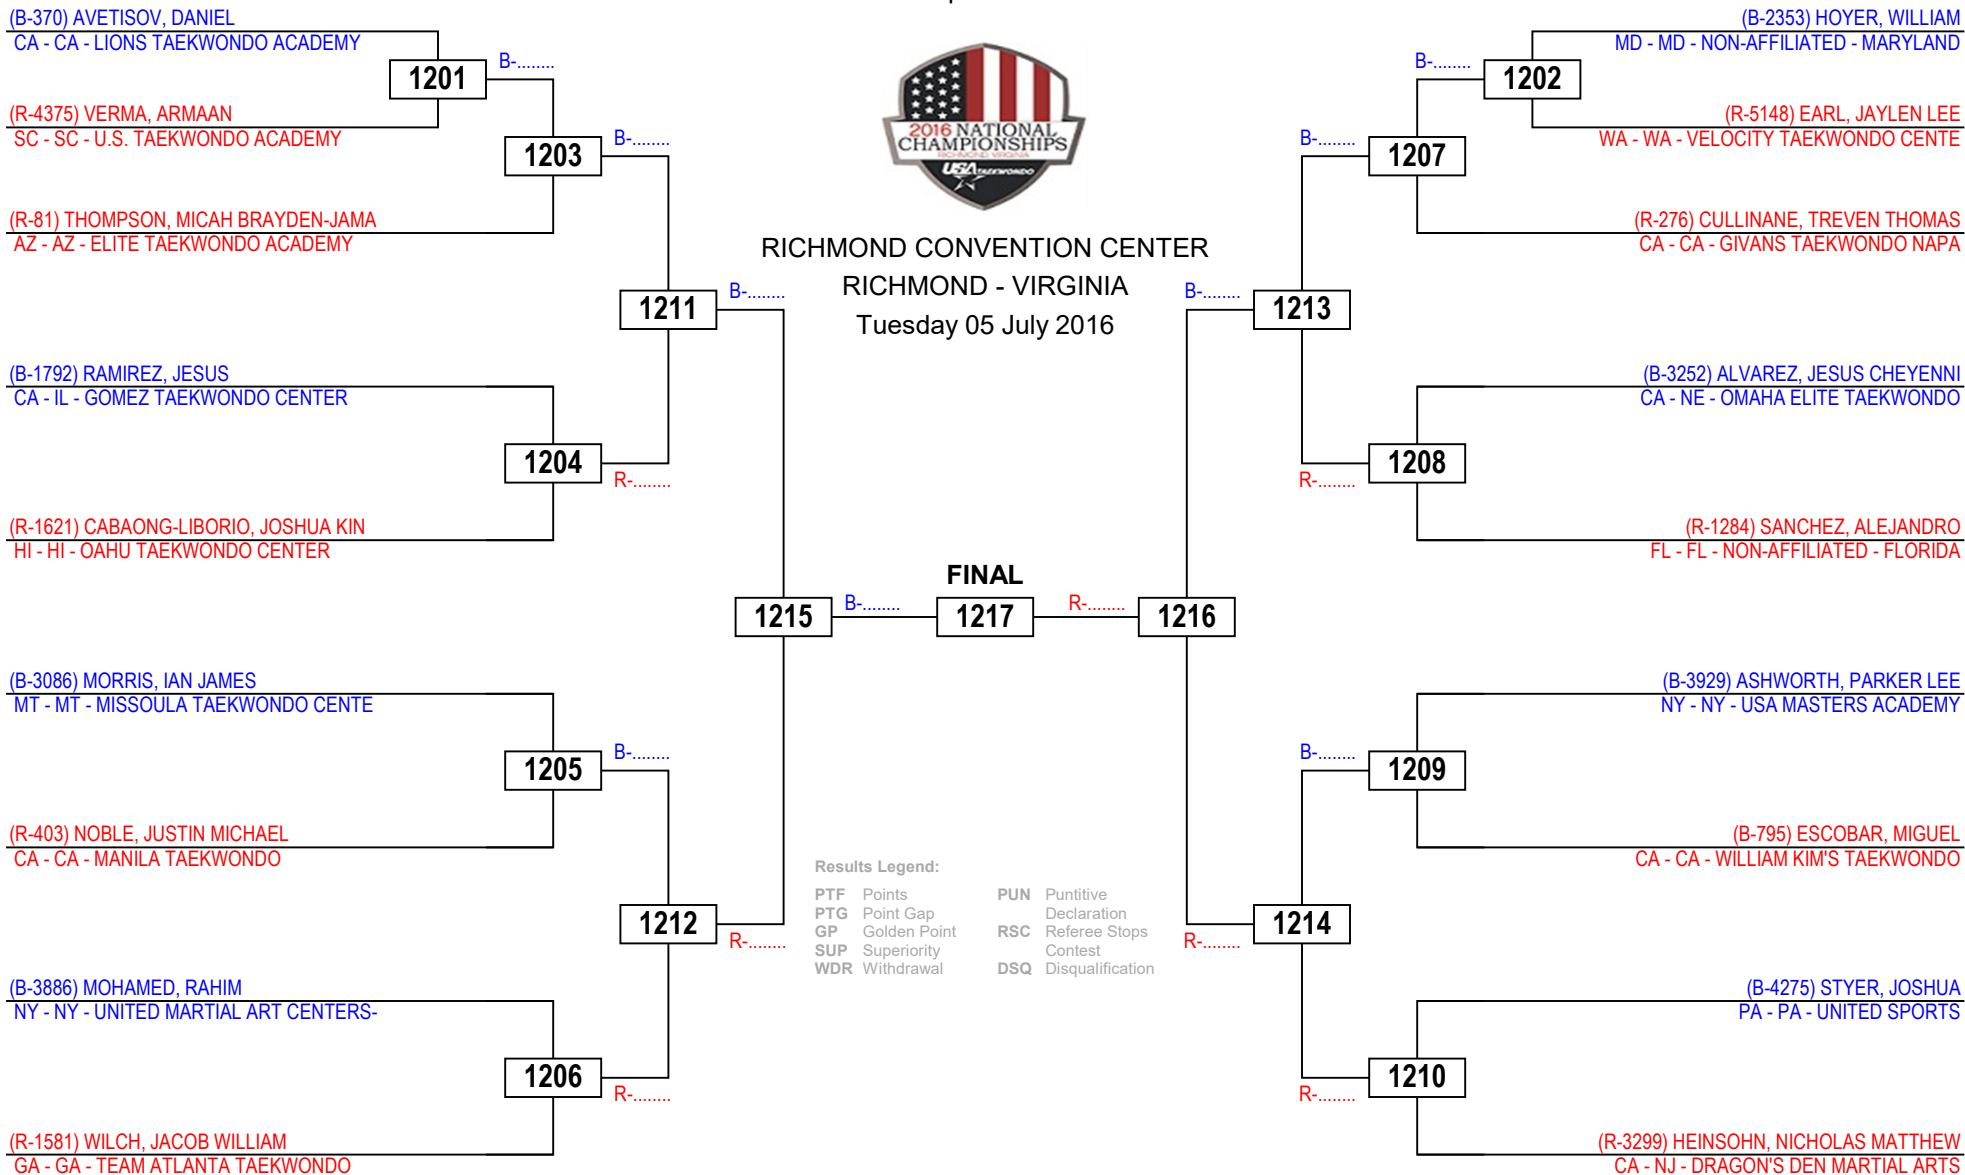 (B-370) AVETISOV, DANIEL
CA - CA - LIONS TAEKWONDO ACADEMY
1201
B-........
(R-4375) VERMA, ARMAAN
SC - SC - U.S. TAEKWONDO ACADEMY
1203
B-........
(R-81) THOMPSON, MICAH BRAYDEN-JAMA
AZ - AZ - ELITE TAEKWONDO ACADEMY
1211
B-........
(B-1792) RAMIREZ, JESUS
CA - IL - GOMEZ TAEKWONDO CENTER
1204
R-........
(R-1621) CABAONG-LIBORIO, JOSHUA KIN
HI - HI - OAHU TAEKWONDO CENTER
1215
B-........
(B-3086) MORRIS, IAN JAMES
MT - MT - MISSOULA TAEKWONDO CENTE
1205
B-........
(R-403) NOBLE, JUSTIN MICHAEL
CA - CA - MANILA TAEKWONDO
1212
R-........
(B-3886) MOHAMED, RAHIM
NY - NY - UNITED MARTIAL ART CENTERS-
1206
R-........
(R-1581) WILCH, JACOB WILLIAM
GA - GA - TEAM ATLANTA TAEKWONDO
2016 NATIONAL
CHAMPIONSHIPS
RICHMOND VIRGINIA
USA TAEKWONDO
RICHMOND CONVENTION CENTER
RICHMOND - VIRGINIA
Tuesday 05 July 2016
FINAL
1217
Results Legend:
PTF Points
PTG Point Gap
GP Golden Point
SUP Superiority
WDR Withdrawal
PUN Puntitive
Declaration
RSC Referee Stops
Contest
DSQ Disqualification
(B-2353) HOYER, WILLIAM
MD - MD - NON-AFFILIATED - MARYLAND
B-........
1202
(R-5148) EARL, JAYLEN LEE
WA - WA - VELOCITY TAEKWONDO CENTE
B-........
1207
(R-276) CULLINANE, TREVEN THOMAS
CA - CA - GIVANS TAEKWONDO NAPA
B-........
1213
(B-3252) ALVAREZ, JESUS CHEYENNI
CA - NE - OMAHA ELITE TAEKWONDO
1208
R-........
(R-1284) SANCHEZ, ALEJANDRO
FL - FL - NON-AFFILIATED - FLORIDA
R-........
1216
(B-3929) ASHWORTH, PARKER LEE
NY - NY - USA MASTERS ACADEMY
B-........
1209
(B-795) ESCOBAR, MIGUEL
CA - CA - WILLIAM KIM'S TAEKWONDO
1214
R-........
(B-4275) STYER, JOSHUA
PA - PA - UNITED SPORTS
1210
R-........
(R-3299) HEINSOHN, NICHOLAS MATTHEW
CA - NJ - DRAGON'S DEN MARTIAL ARTS